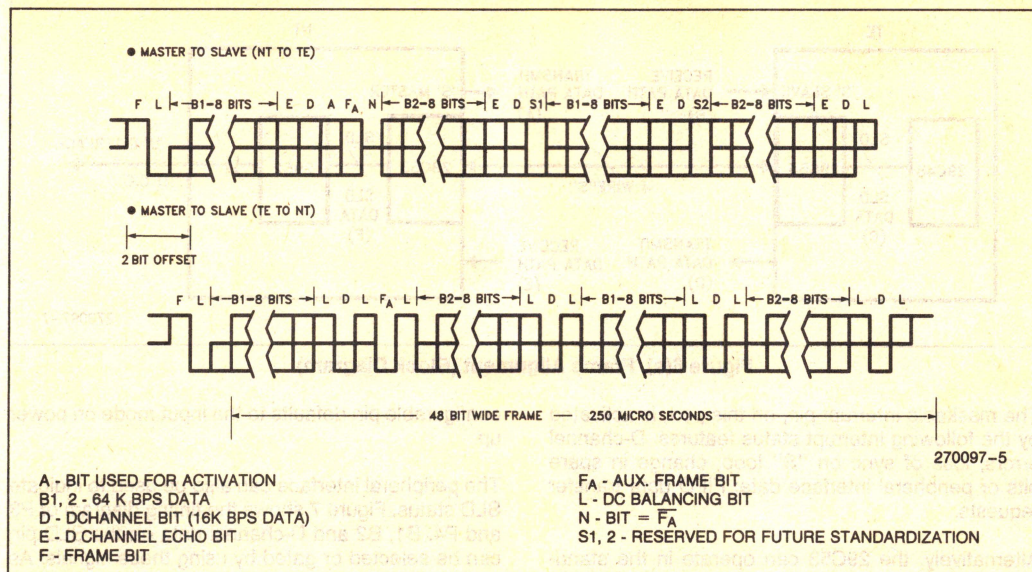 ● MASTER TO SLAVE (NT TO TE)
F L B1-8 BITS E D A FA N B2-8 BITS E D S1 B1-8 BITS E D S2 B2-8 BITS E D L
● MASTER TO SLAVE (TE TO NT)
2 BIT OFFSET
F L B1-8 BITS L D L FA L B2-8 BITS L D L B1-8 BITS L D L B2-8 BITS L D L
48 BIT WIDE FRAME 250 MICRO SECONDS
270097-5
A - BIT USED FOR ACTIVATION
B1, 2 - 64 K BPS DATA
D - DCHANNEL BIT (16K BPS DATA)
E - D CHANNEL ECHO BIT
F - FRAME BIT
FA - AUX. FRAME BIT
L - DC BALANCING BIT
N - BIT = F̅A̅
S1, 2 - RESERVED FOR FUTURE STANDARDIZATION